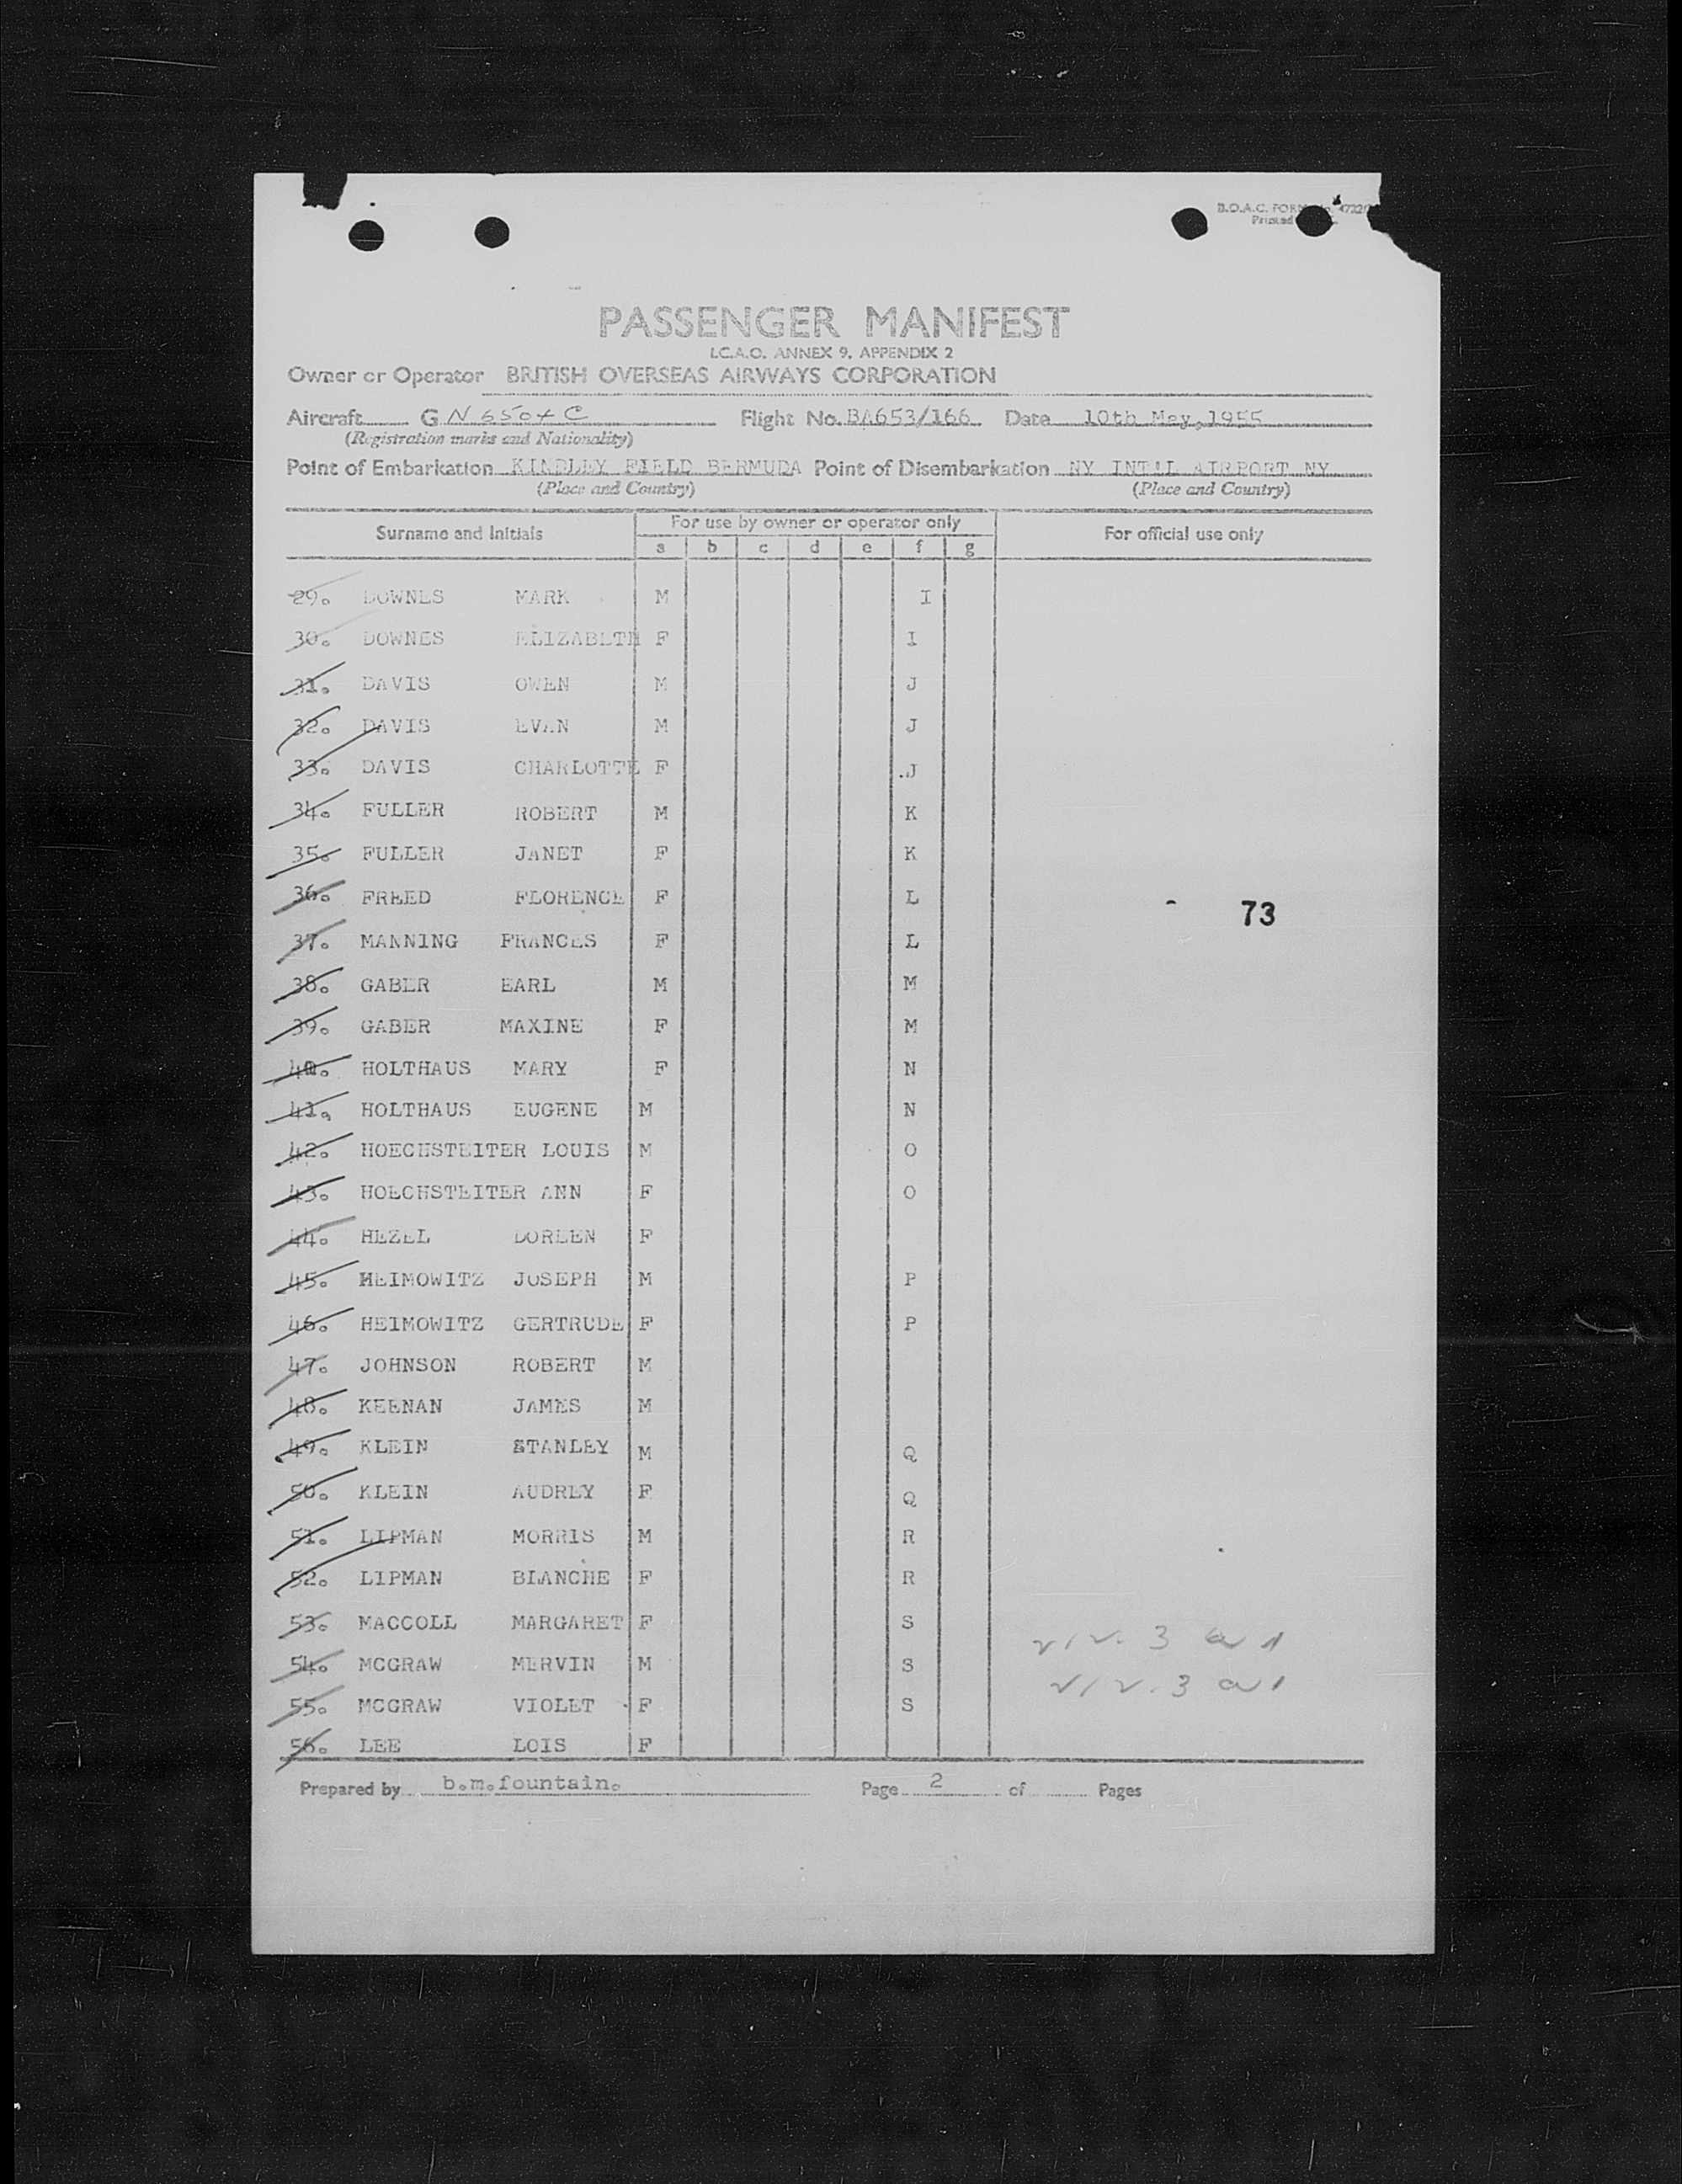 B.O.A.C. FORM
Printed
PASSENGER MANIFEST
I.C.A.O. ANNEX 9, APPENDIX 2
Owner or Operator BRITISH OVERSEAS AIRWAYS CORPORATION
Aircraft G N 650+ C Flight No. BA653/166 Date 10th May,1955
(Registration marks and Nationality)
Point of Embarkation KINDLEY FIELD BERMUDA Point of Disembarkation NY INT'L AIRPORT NY
(Place and Country) (Place and Country)
Surname and Initials For use by owner or operator only For official use only
a b c d e f g
29. DOWNES MARK M I
30. DOWNES ELIZABETH F I
31. DAVIS OWEN M J
32. DAVIS EVAN M J
33. DAVIS CHARLOTTE F .J
34. FULLER ROBERT M K
35. FULLER JANET F K
36. FREED FLORENCE F L
73
37. MANNING FRANCES F L
38. GABER EARL M M
39. GABER MAXINE F M
40. HOLTHAUS MARY F N
41. HOLTHAUS EUGENE M N
42. HOECHSTEITER LOUIS M O
43. HOECHSTEITER ANN F O
44. HEZEL DOREEN F
45. HEIMOWITZ JOSEPH M P
46. HEIMOWITZ GERTRUDE F P
47. JOHNSON ROBERT M
48. KEENAN JAMES M
49. KLEIN STANLEY M Q
50. KLEIN AUDREY F Q
51. LIPMAN MORRIS M R
52. LIPMAN BLANCHE F R
53. MACCOLL MARGARET F S
54. MCGRAW MERVIN M S
55. MCGRAW VIOLET F S
56. LEE LOIS F
Prepared by b.m.fountain. Page 2 of Pages